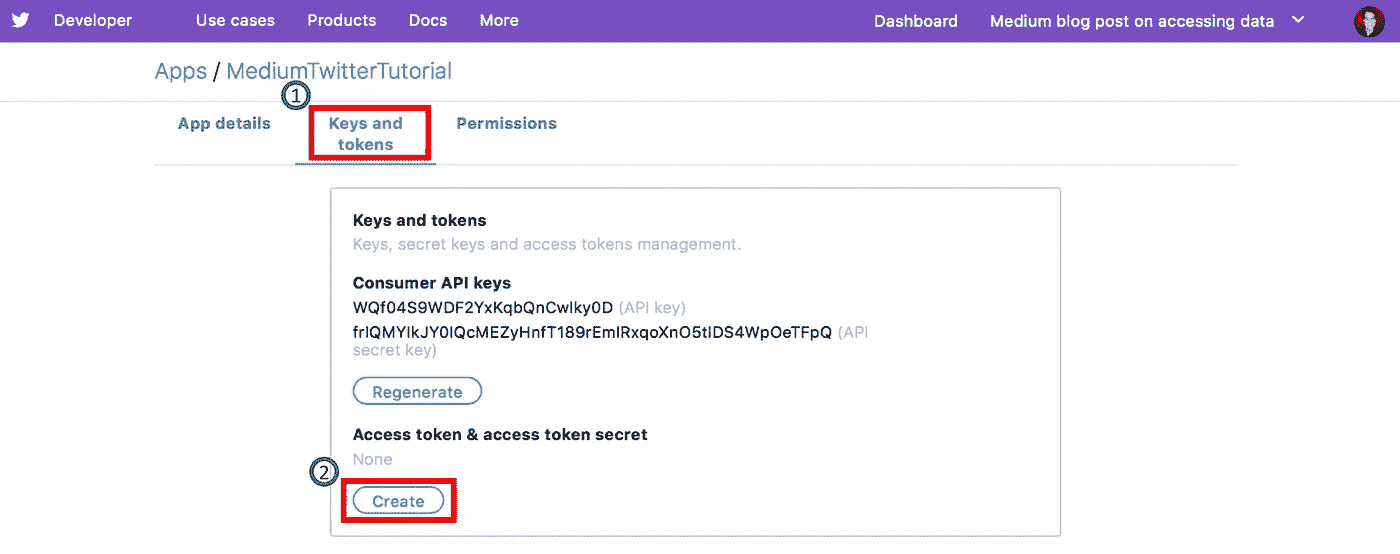 Developer Use cases Products Docs More Dashboard Medium blog post on accessing data
Apps / MediumTwitterTutorial
1
App details Keys and tokens Permissions
Keys and tokens
Keys, secret keys and access tokens management.
Consumer API keys
WQf04S9WDF2YxKqbQnCwlky0D (API key)
frIQMYlkJY0lQcMEZyHnfT189rEmlRxqoXnO5tIDS4WpOeTFpQ (API
secret key)
Regenerate
Access token & access token secret
None
2
Create